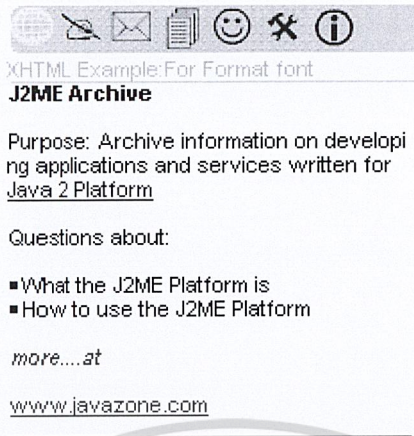 XHTML Example:For Format font
J2ME Archive
Purpose: Archive information on developi
ng applications and services written for
Java 2 Platform
Questions about:
▪What the J2ME Platform is
▪How to use the J2ME Platform
more....at
www.javazone.com